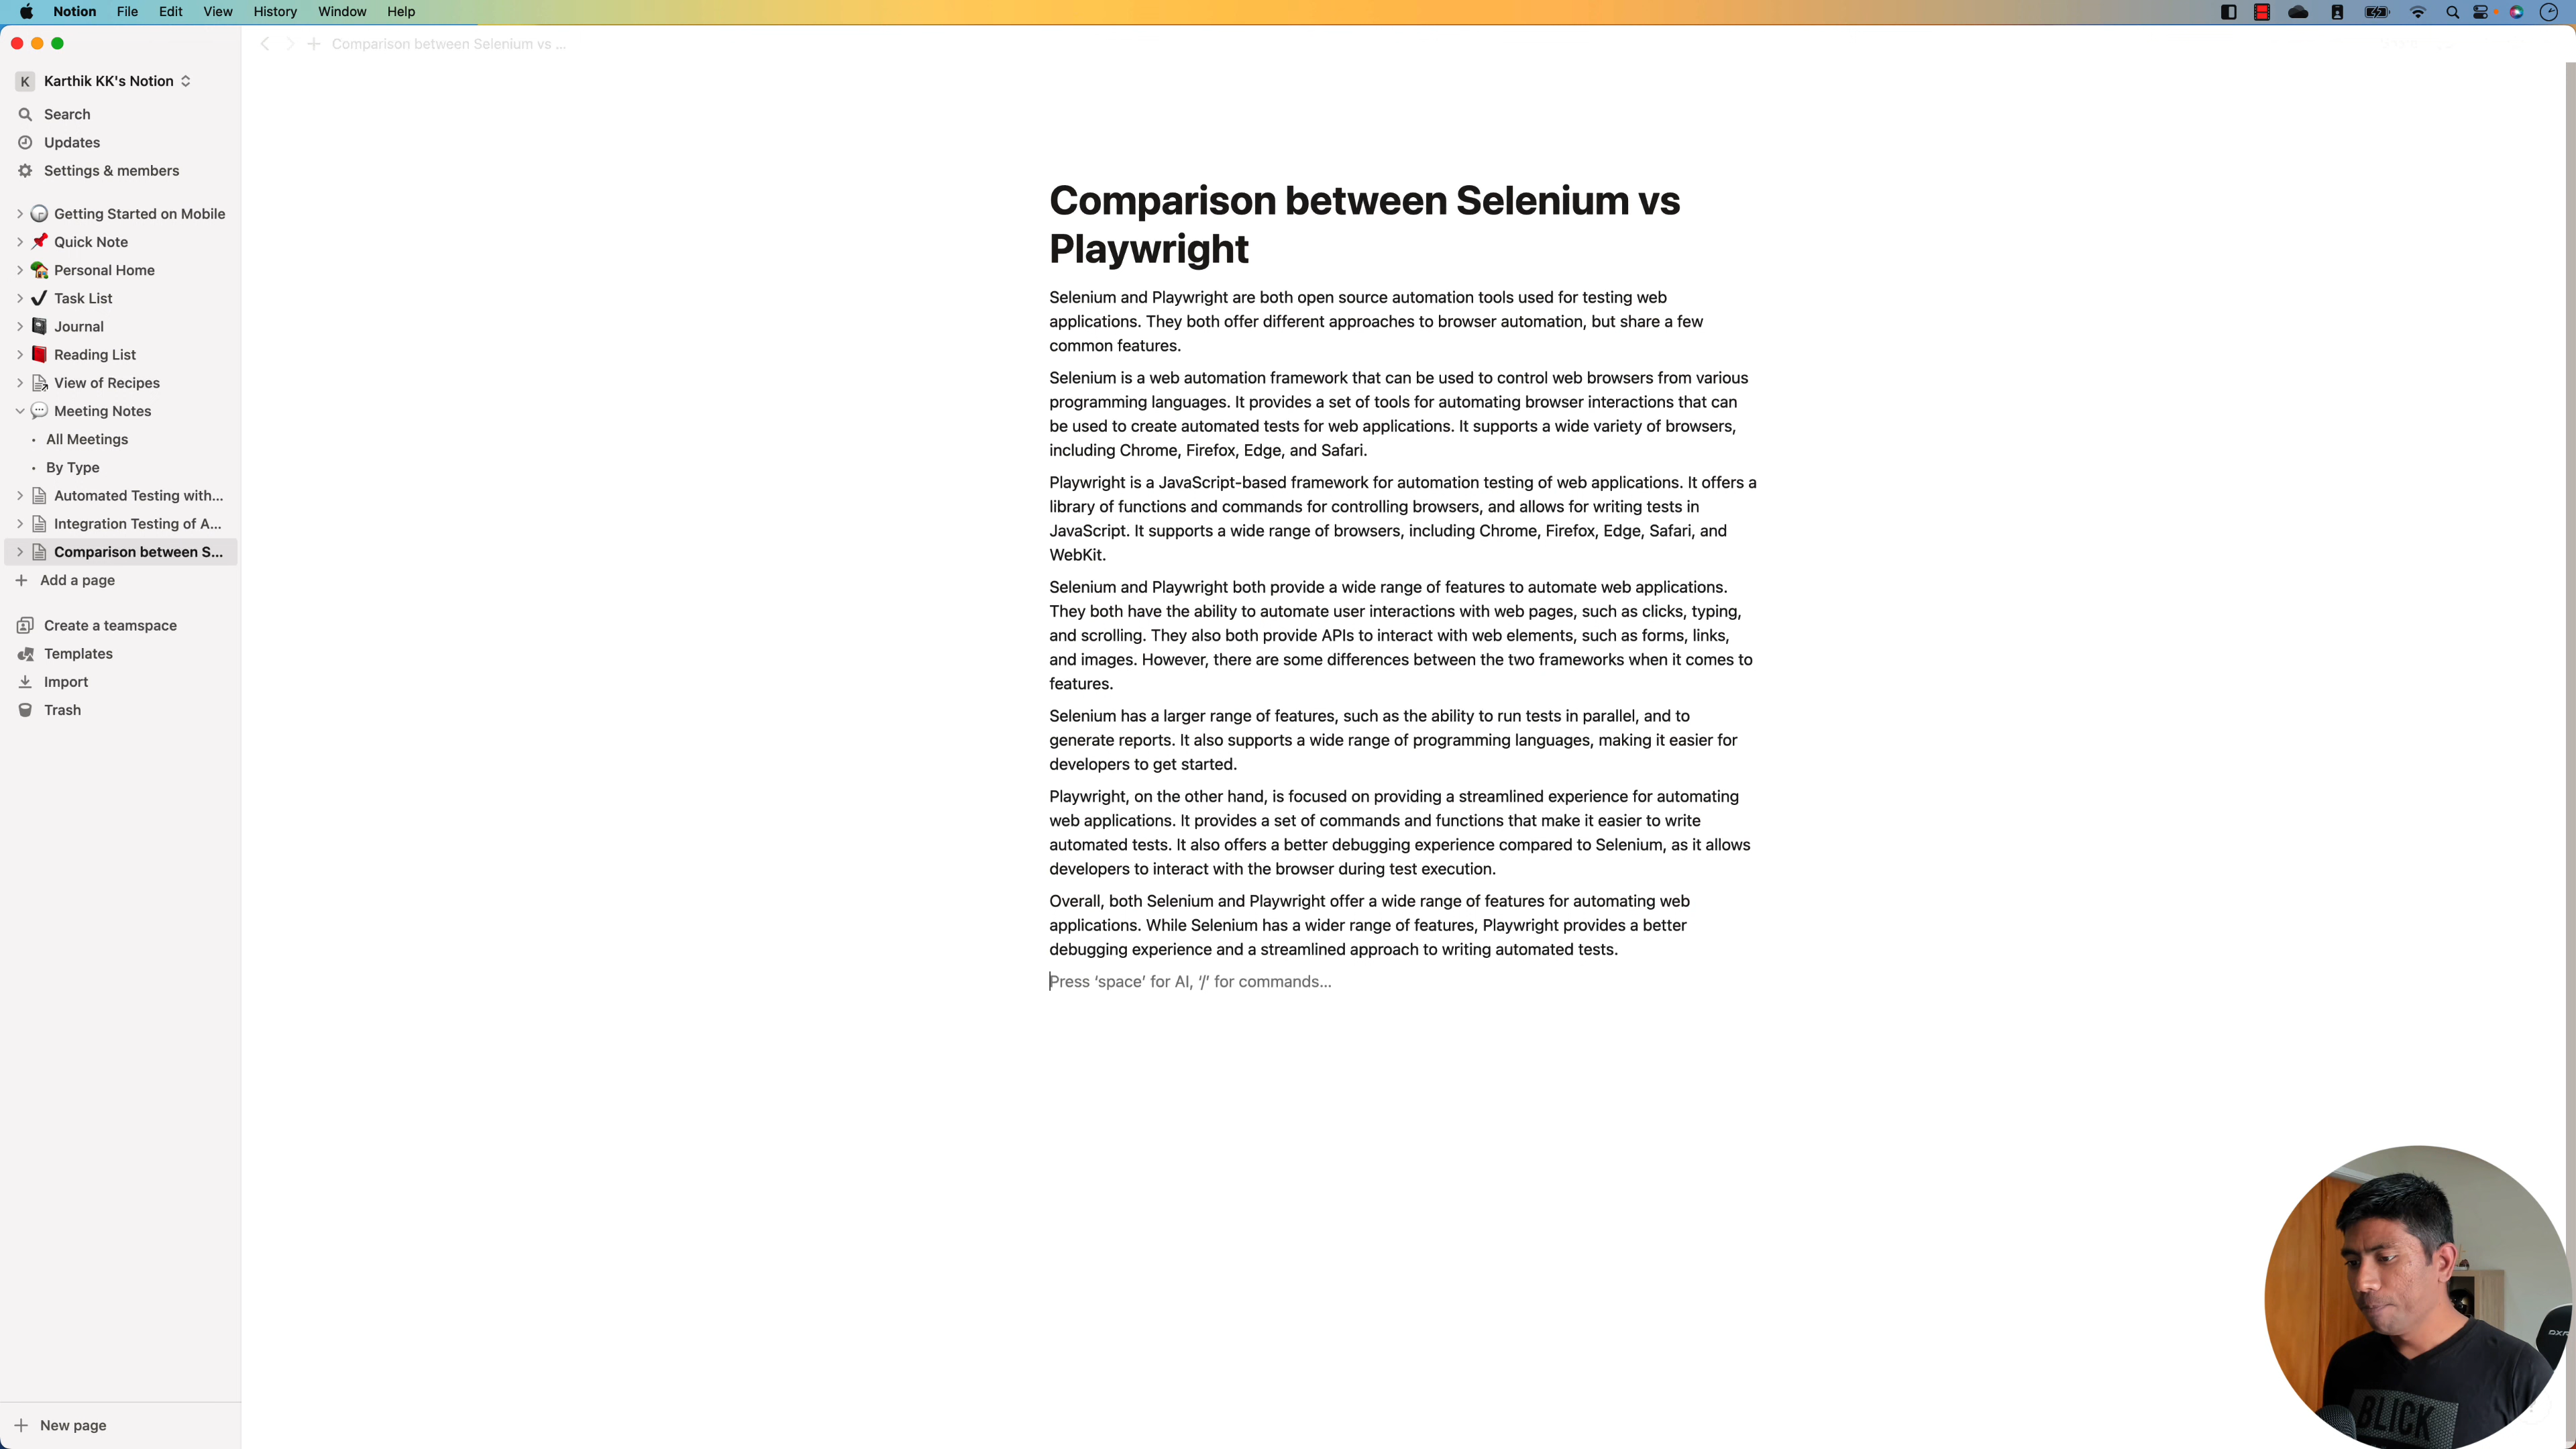 Notion File Edit View History Window Help
Comparison between Selenium vs ...
K Karthik KK's Notion
Search
Updates
Settings & members
Getting Started on Mobile
Quick Note
Personal Home
Task List
Journal
Reading List
View of Recipes
Meeting Notes
All Meetings
By Type
Automated Testing with...
Integration Testing of A...
Comparison between S...
Add a page
Create a teamspace
Templates
Import
Trash
New page
Comparison between Selenium vs
Playwright
Selenium and Playwright are both open source automation tools used for testing web
applications. They both offer different approaches to browser automation, but share a few
common features.
Selenium is a web automation framework that can be used to control web browsers from various
programming languages. It provides a set of tools for automating browser interactions that can
be used to create automated tests for web applications. It supports a wide variety of browsers,
including Chrome, Firefox, Edge, and Safari.
Playwright is a JavaScript-based framework for automation testing of web applications. It offers a
library of functions and commands for controlling browsers, and allows for writing tests in
JavaScript. It supports a wide range of browsers, including Chrome, Firefox, Edge, Safari, and
WebKit.
Selenium and Playwright both provide a wide range of features to automate web applications.
They both have the ability to automate user interactions with web pages, such as clicks, typing,
and scrolling. They also both provide APIs to interact with web elements, such as forms, links,
and images. However, there are some differences between the two frameworks when it comes to
features.
Selenium has a larger range of features, such as the ability to run tests in parallel, and to
generate reports. It also supports a wide range of programming languages, making it easier for
developers to get started.
Playwright, on the other hand, is focused on providing a streamlined experience for automating
web applications. It provides a set of commands and functions that make it easier to write
automated tests. It also offers a better debugging experience compared to Selenium, as it allows
developers to interact with the browser during test execution.
Overall, both Selenium and Playwright offer a wide range of features for automating web
applications. While Selenium has a wider range of features, Playwright provides a better
debugging experience and a streamlined approach to writing automated tests.
Press ‘space’ for AI, ‘/’ for commands...
BLICK